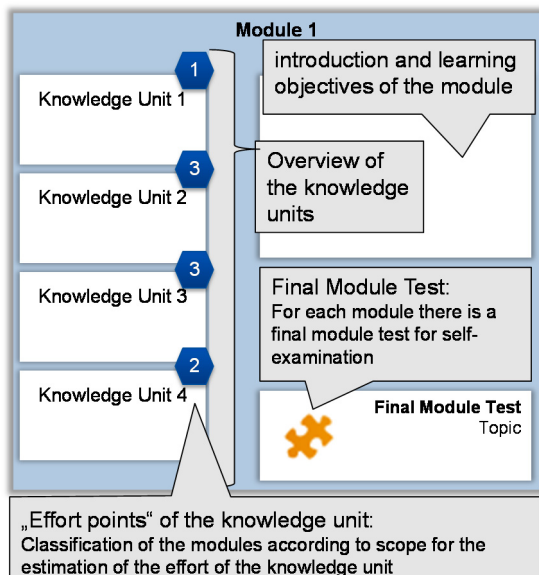 Module 1
1
Knowledge Unit 1
3
Knowledge Unit 2
3
Knowledge Unit 3
2
Knowledge Unit 4
introduction and learning
objectives of the module
Overview of
the knowledge
units
Final Module Test:
For each module there is a
final module test for self-
examination
Final Module Test
Topic
„Effort points“ of the knowledge unit:
Classification of the modules according to scope for the
estimation of the effort of the knowledge unit